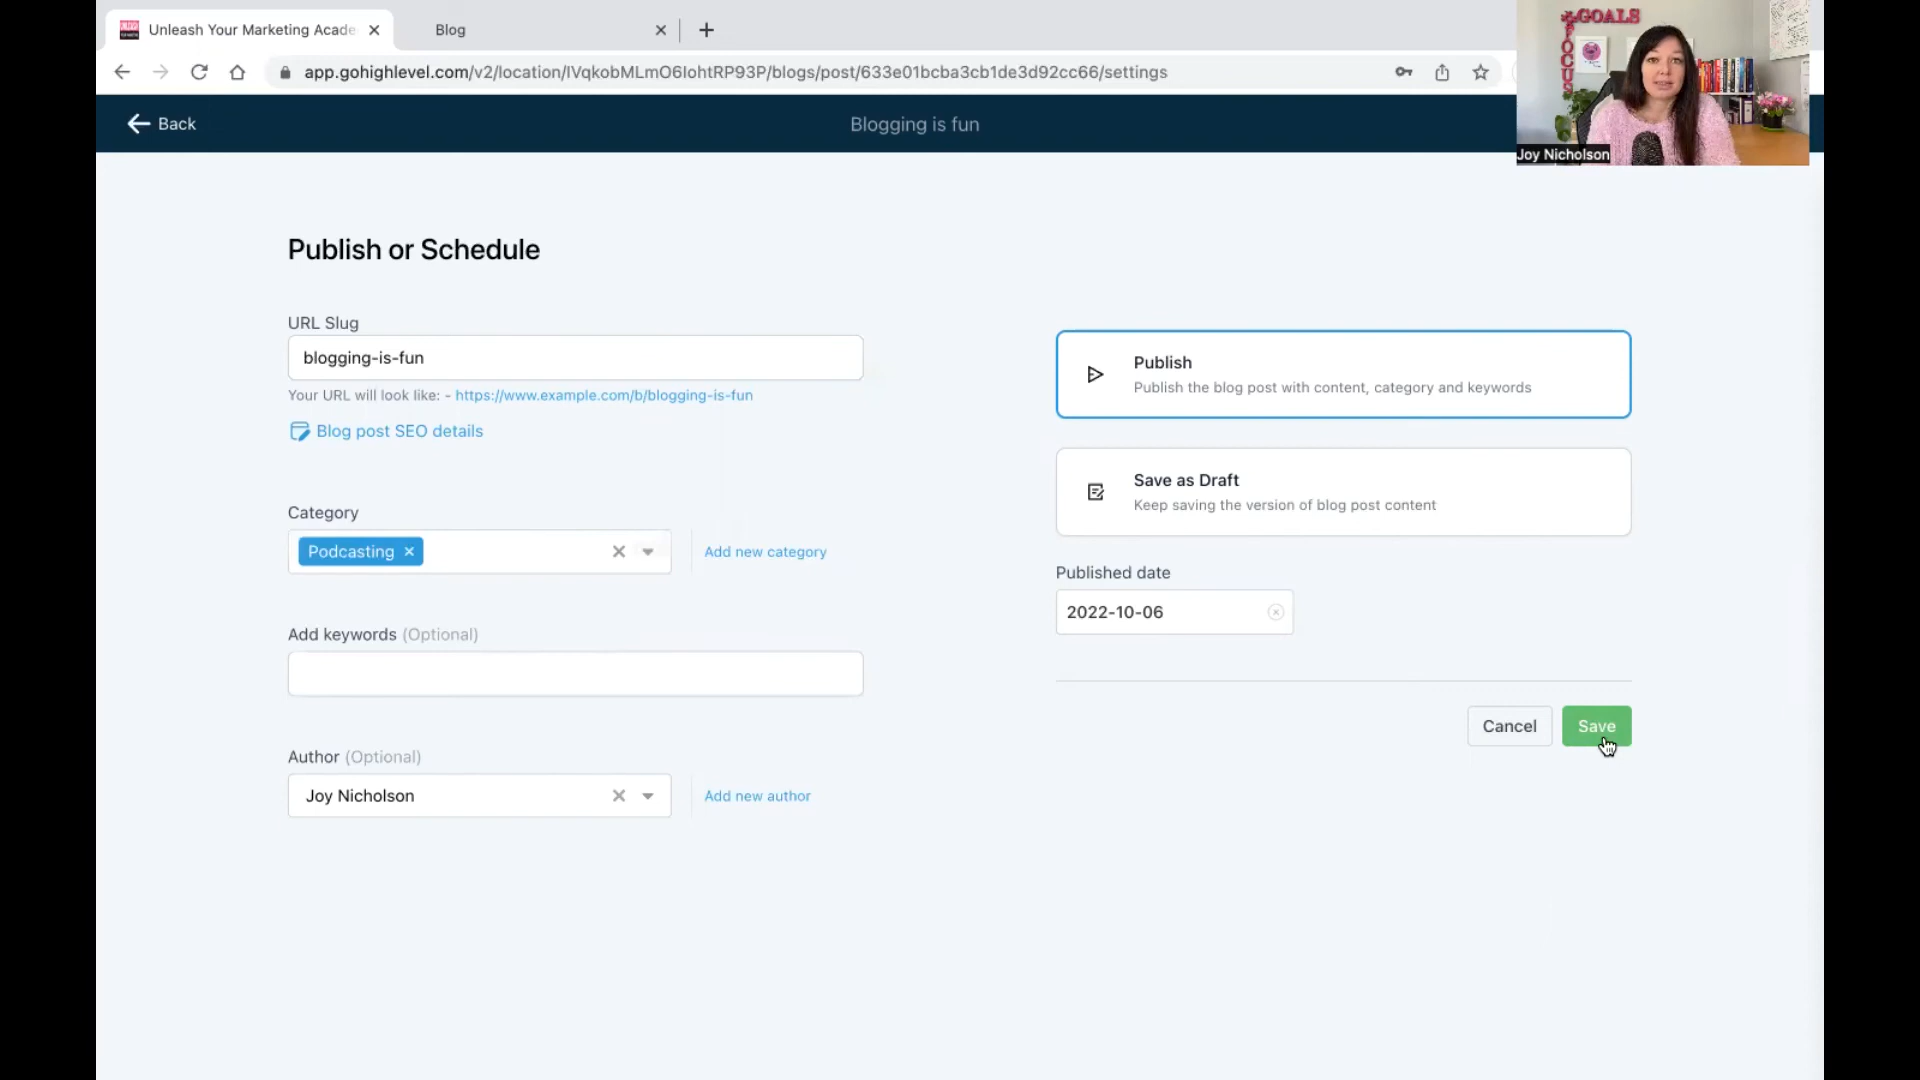 Unleash Your Marketing Acade
Blog
app.gohighlevel.com/v2/location/IVqkobMLmO6IohtRP93P/blogs/post/633e01bcba3cb1de3d92cc66/settings
GOALS
FOCUS
Joy Nicholson
Back
Blogging is fun
Publish or Schedule
URL Slug
blogging-is-fun
Your URL will look like: - https://www.example.com/b/blogging-is-fun
Blog post SEO details
Category
Podcasting
Add new category
Add keywords (Optional)
Author (Optional)
Joy Nicholson
Add new author
Publish
Publish the blog post with content, category and keywords
Save as Draft
Keep saving the version of blog post content
Published date
2022-10-06
Cancel
Save